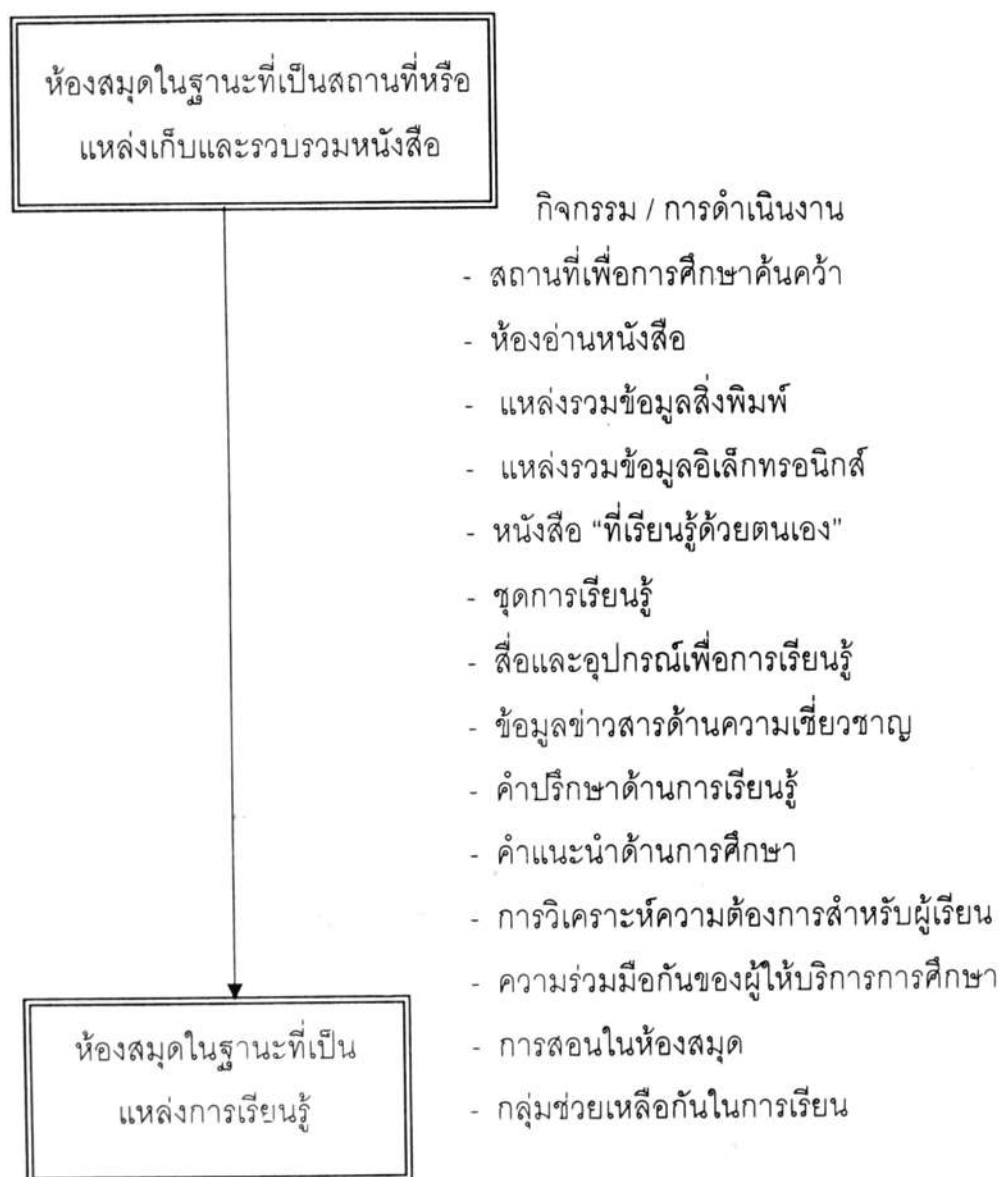 ห้องสมุดในฐานะที่เป็นสถานที่หรือ
แหล่งเก็บและรวบรวมหนังสือ
กิจกรรม / การดำเนินงาน
- สถานที่เพื่อการศึกษาค้นคว้า
- ห้องอ่านหนังสือ
- แหล่งรวมข้อมูลสิ่งพิมพ์
- แหล่งรวมข้อมูลอิเล็กทรอนิกส์
- หนังสือ “ที่เรียนรู้ด้วยตนเอง"
- ชุดการเรียนรู้
- สื่อและอุปกรณ์เพื่อการเรียนรู้
- ข้อมูลข่าวสารด้านความเชี่ยวชาญ
- คำปรึกษาด้านการเรียนรู้
- คำแนะนำด้านการศึกษา
- การวิเคราะห์ความต้องการสำหรับผู้เรียน
- ความร่วมมือกันของผู้ให้บริการการศึกษา
- การสอนในห้องสมุด
- กลุ่มช่วยเหลือกันในการเรียน
ห้องสมุดในฐานะที่เป็น
แหล่งการเรียนรู้